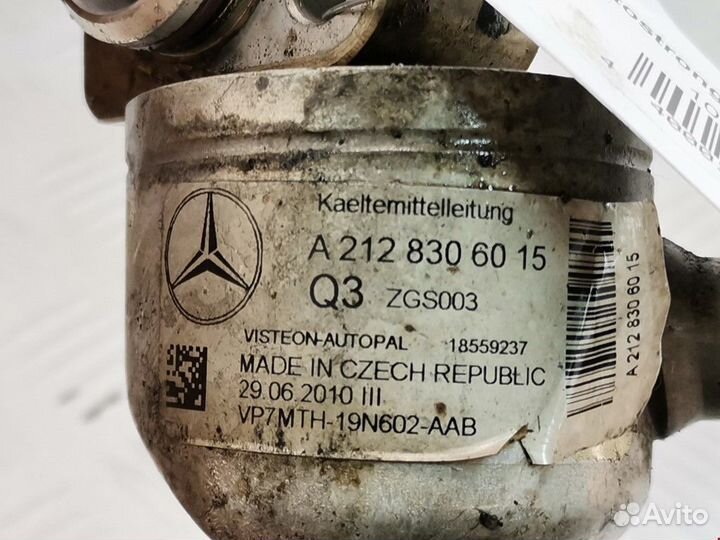 Kaeltemittelleitung
A 212 830 60 15
Q3 ZGS003
VISTEON-AUTOPAL 18559237
MADE IN CZECH REPUBLIC
29.06.2010 III
VP7MTH-19N602-AAB
A 212 830 60 15
Avito